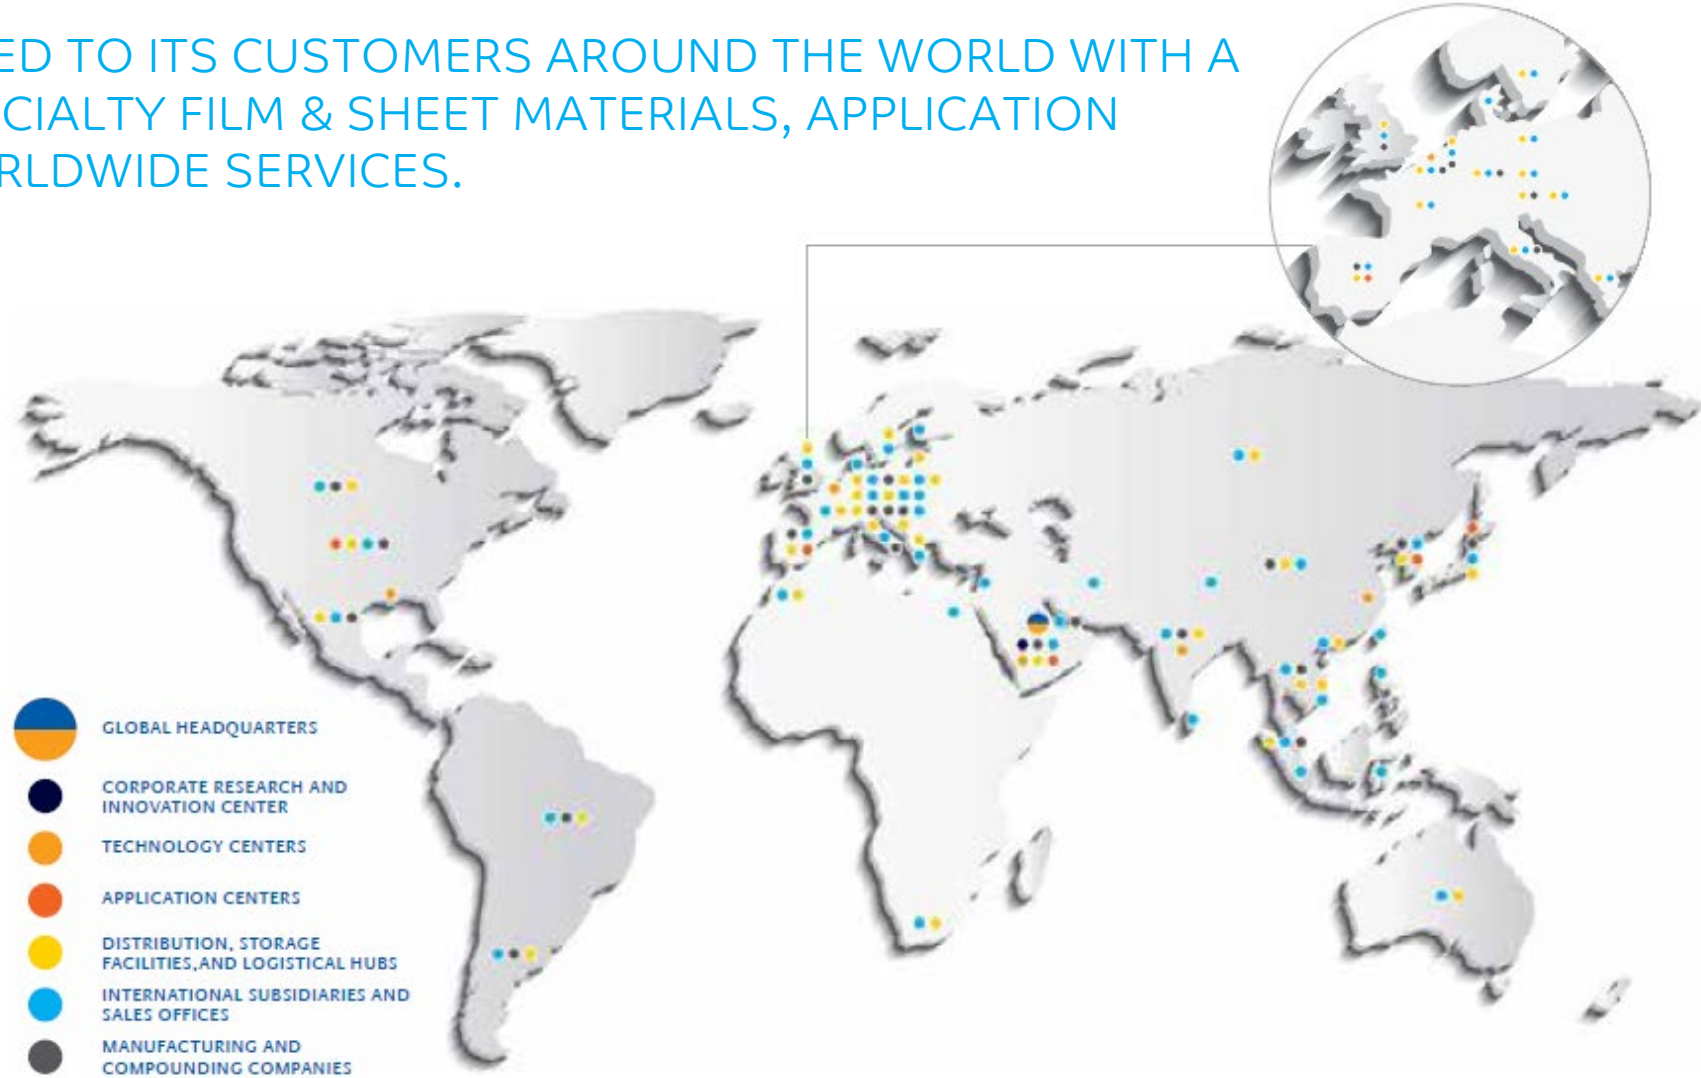 ED TO ITS CUSTOMERS AROUND THE WORLD WITH A
CIALTY FILM & SHEET MATERIALS, APPLICATION
RLDWIDE SERVICES.
GLOBAL HEADQUARTERS
CORPORATE RESEARCH AND
INNOVATION CENTER
TECHNOLOGY CENTERS
APPLICATION CENTERS
DISTRIBUTION, STORAGE
FACILITIES,AND LOGISTICAL HUBS
INTERNATIONAL SUBSIDIARIES AND
SALES OFFICES
MANUFACTURING AND
COMPOUNDING COMPANIES